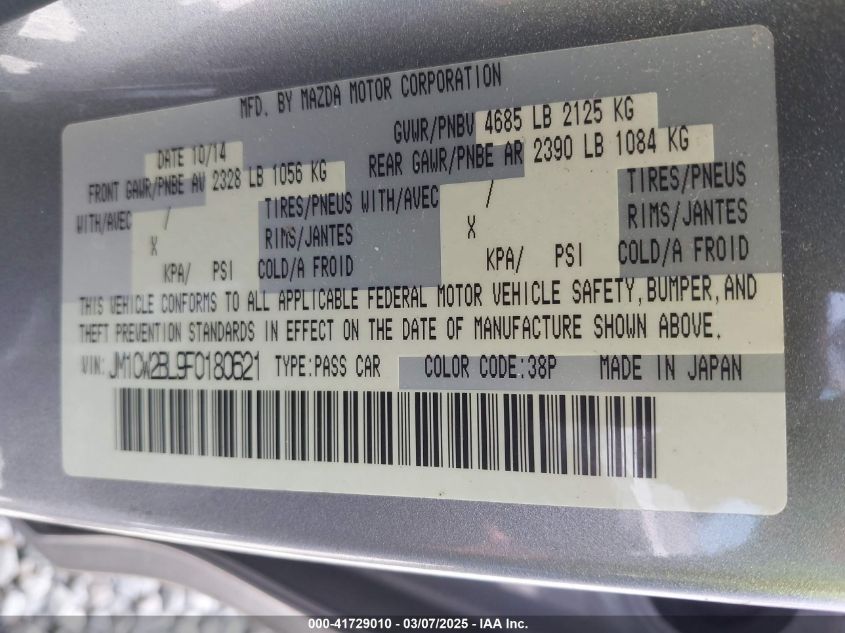 MFD. BY MAZDA MOTOR CORPORATION
DATE 10/14 GVWR/PNBV 4685 LB 2125 KG
FRONT GAWR/PNBE AV 2328 LB 1056 KG REAR GAWR/PNBE AR 2390 LB 1084 KG
WITH/AVEC / TIRES/PNEUS WITH/AVEC / TIRES/PNEUS
X RIMS/JANTES X RIMS/JANTES
KPA/ PSI COLD/A FROID KPA/ PSI COLD/A FROID
THIS VEHICLE CONFORMS TO ALL APPLICABLE FEDERAL MOTOR VEHICLE SAFETY, BUMPER, AND
THEFT PREVENTION STANDARDS IN EFFECT ON THE DATE OF MANUFACTURE SHOWN ABOVE.
VIN: JM1CW2BL9F0180621 TYPE:PASS CAR COLOR CODE:38P MADE IN JAPAN
000-41729010 - 03/07/2025 - IAA Inc.